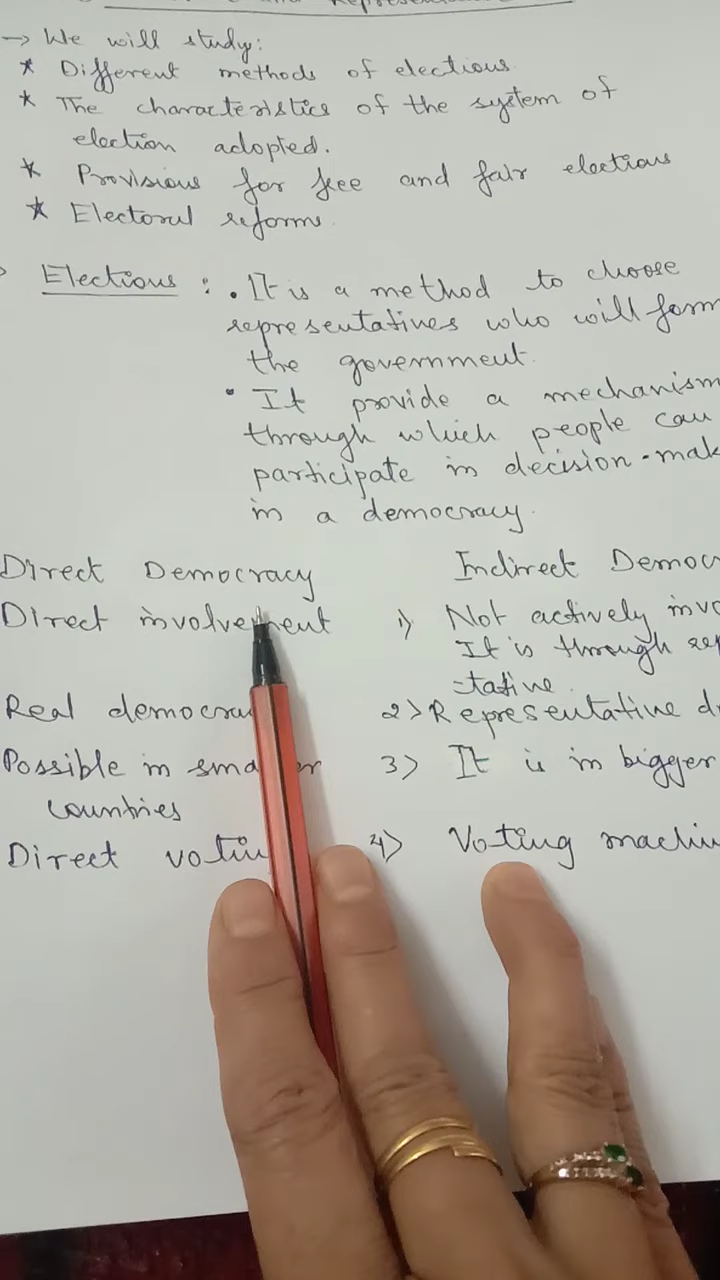 → We will study:
* Different methods of elections.
* The characteristics of the system of
election adopted.
* Provisions for free and fair elections
* Electoral reforms.
Elections : • It is a method to choose
representatives who will form
the government.
• It provide a mechanism
through which people can
participate in decision-mak
in a democracy.
Direct Democracy Indirect Democ
Direct involvement 1) Not actively invo
It is through rep
-tative.
Real democra 2) Representative d
Possible in smaller 3) It is in bigger
countries
Direct votin 4) Voting machin